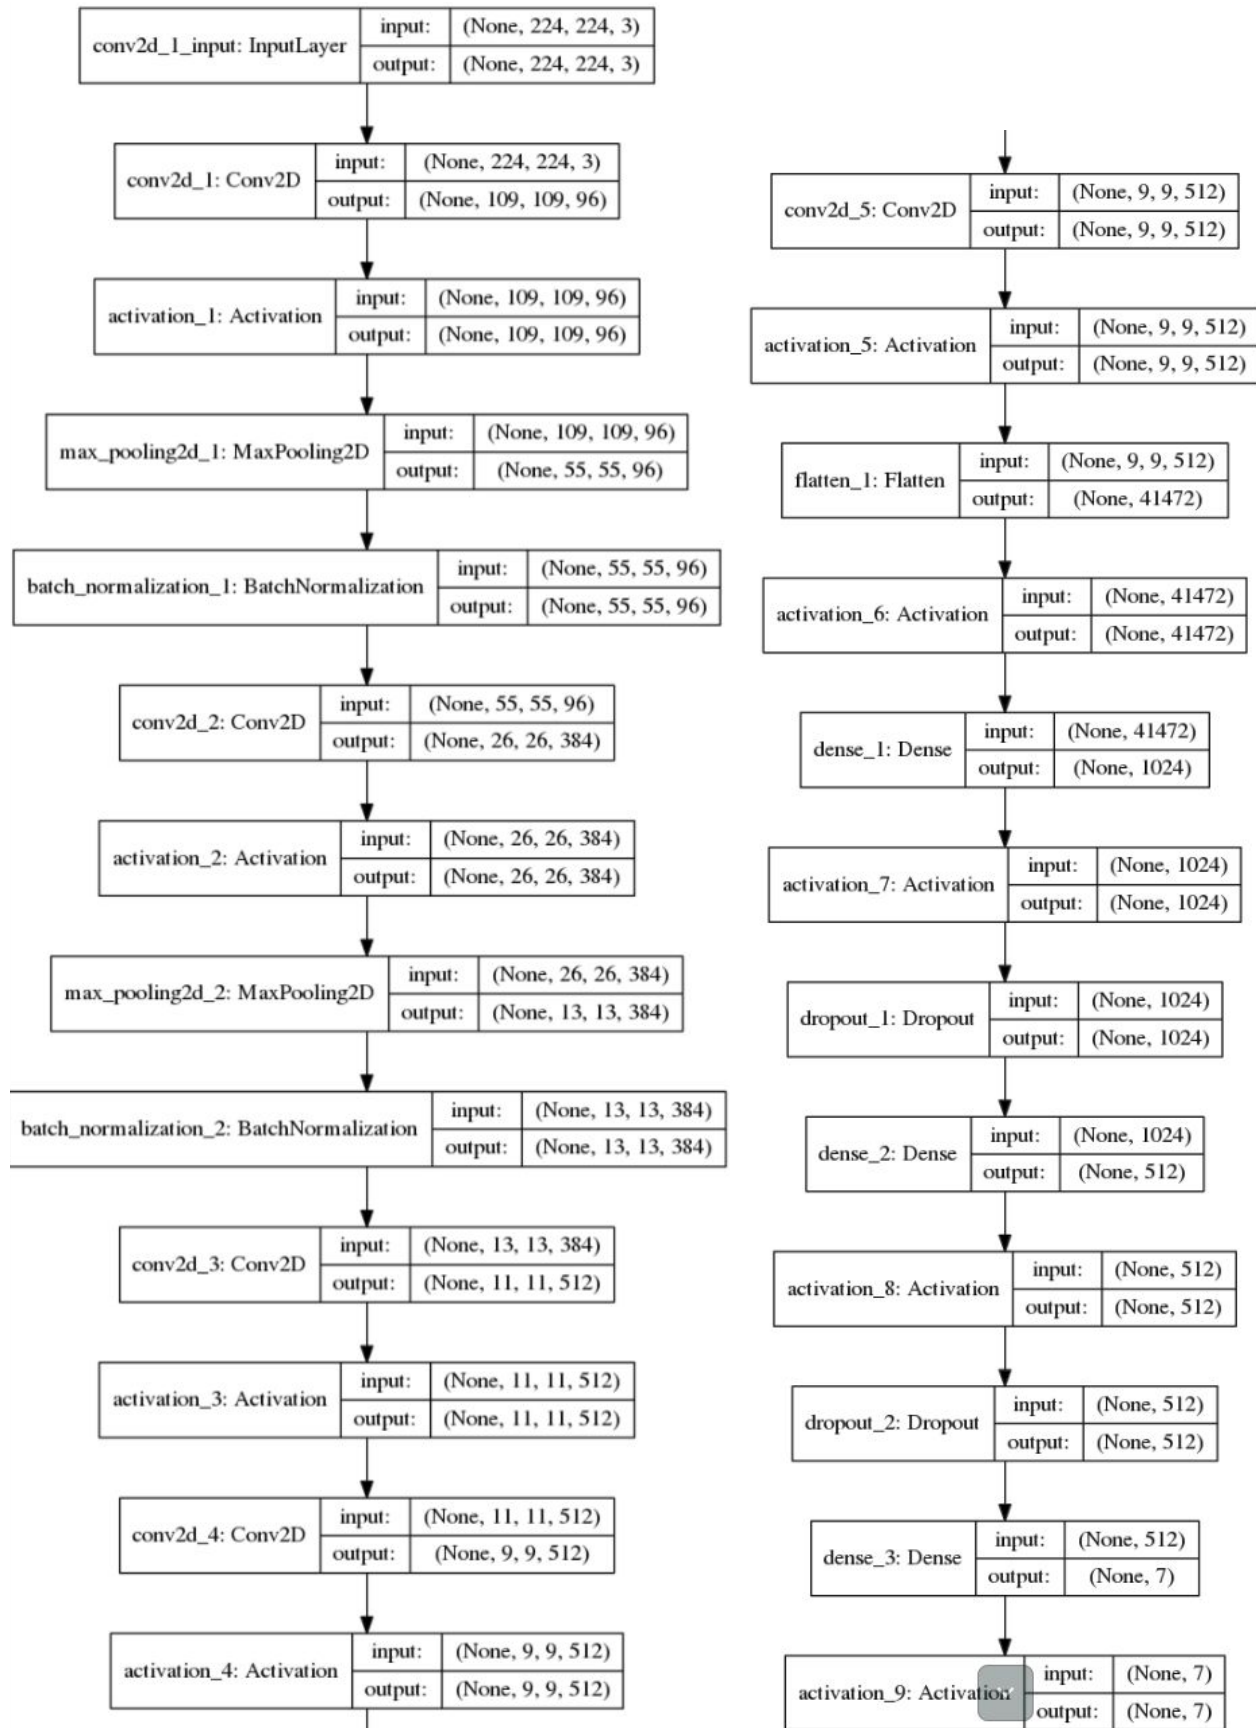 conv2d_1_input: InputLayer
input: (None, 224, 224, 3)
output: (None, 224, 224, 3)
conv2d_1: Conv2D
input: (None, 224, 224, 3)
output: (None, 109, 109, 96)
activation_1: Activation
input: (None, 109, 109, 96)
output: (None, 109, 109, 96)
max_pooling2d_1: MaxPooling2D
input: (None, 109, 109, 96)
output: (None, 55, 55, 96)
batch_normalization_1: BatchNormalization
input: (None, 55, 55, 96)
output: (None, 55, 55, 96)
conv2d_2: Conv2D
input: (None, 55, 55, 96)
output: (None, 26, 26, 384)
activation_2: Activation
input: (None, 26, 26, 384)
output: (None, 26, 26, 384)
max_pooling2d_2: MaxPooling2D
input: (None, 26, 26, 384)
output: (None, 13, 13, 384)
batch_normalization_2: BatchNormalization
input: (None, 13, 13, 384)
output: (None, 13, 13, 384)
conv2d_3: Conv2D
input: (None, 13, 13, 384)
output: (None, 11, 11, 512)
activation_3: Activation
input: (None, 11, 11, 512)
output: (None, 11, 11, 512)
conv2d_4: Conv2D
input: (None, 11, 11, 512)
output: (None, 9, 9, 512)
activation_4: Activation
input: (None, 9, 9, 512)
output: (None, 9, 9, 512)
conv2d_5: Conv2D
input: (None, 9, 9, 512)
output: (None, 9, 9, 512)
activation_5: Activation
input: (None, 9, 9, 512)
output: (None, 9, 9, 512)
flatten_1: Flatten
input: (None, 9, 9, 512)
output: (None, 41472)
activation_6: Activation
input: (None, 41472)
output: (None, 41472)
dense_1: Dense
input: (None, 41472)
output: (None, 1024)
activation_7: Activation
input: (None, 1024)
output: (None, 1024)
dropout_1: Dropout
input: (None, 1024)
output: (None, 1024)
dense_2: Dense
input: (None, 1024)
output: (None, 512)
activation_8: Activation
input: (None, 512)
output: (None, 512)
dropout_2: Dropout
input: (None, 512)
output: (None, 512)
dense_3: Dense
input: (None, 512)
output: (None, 7)
activation_9: Activation
input: (None, 7)
output: (None, 7)